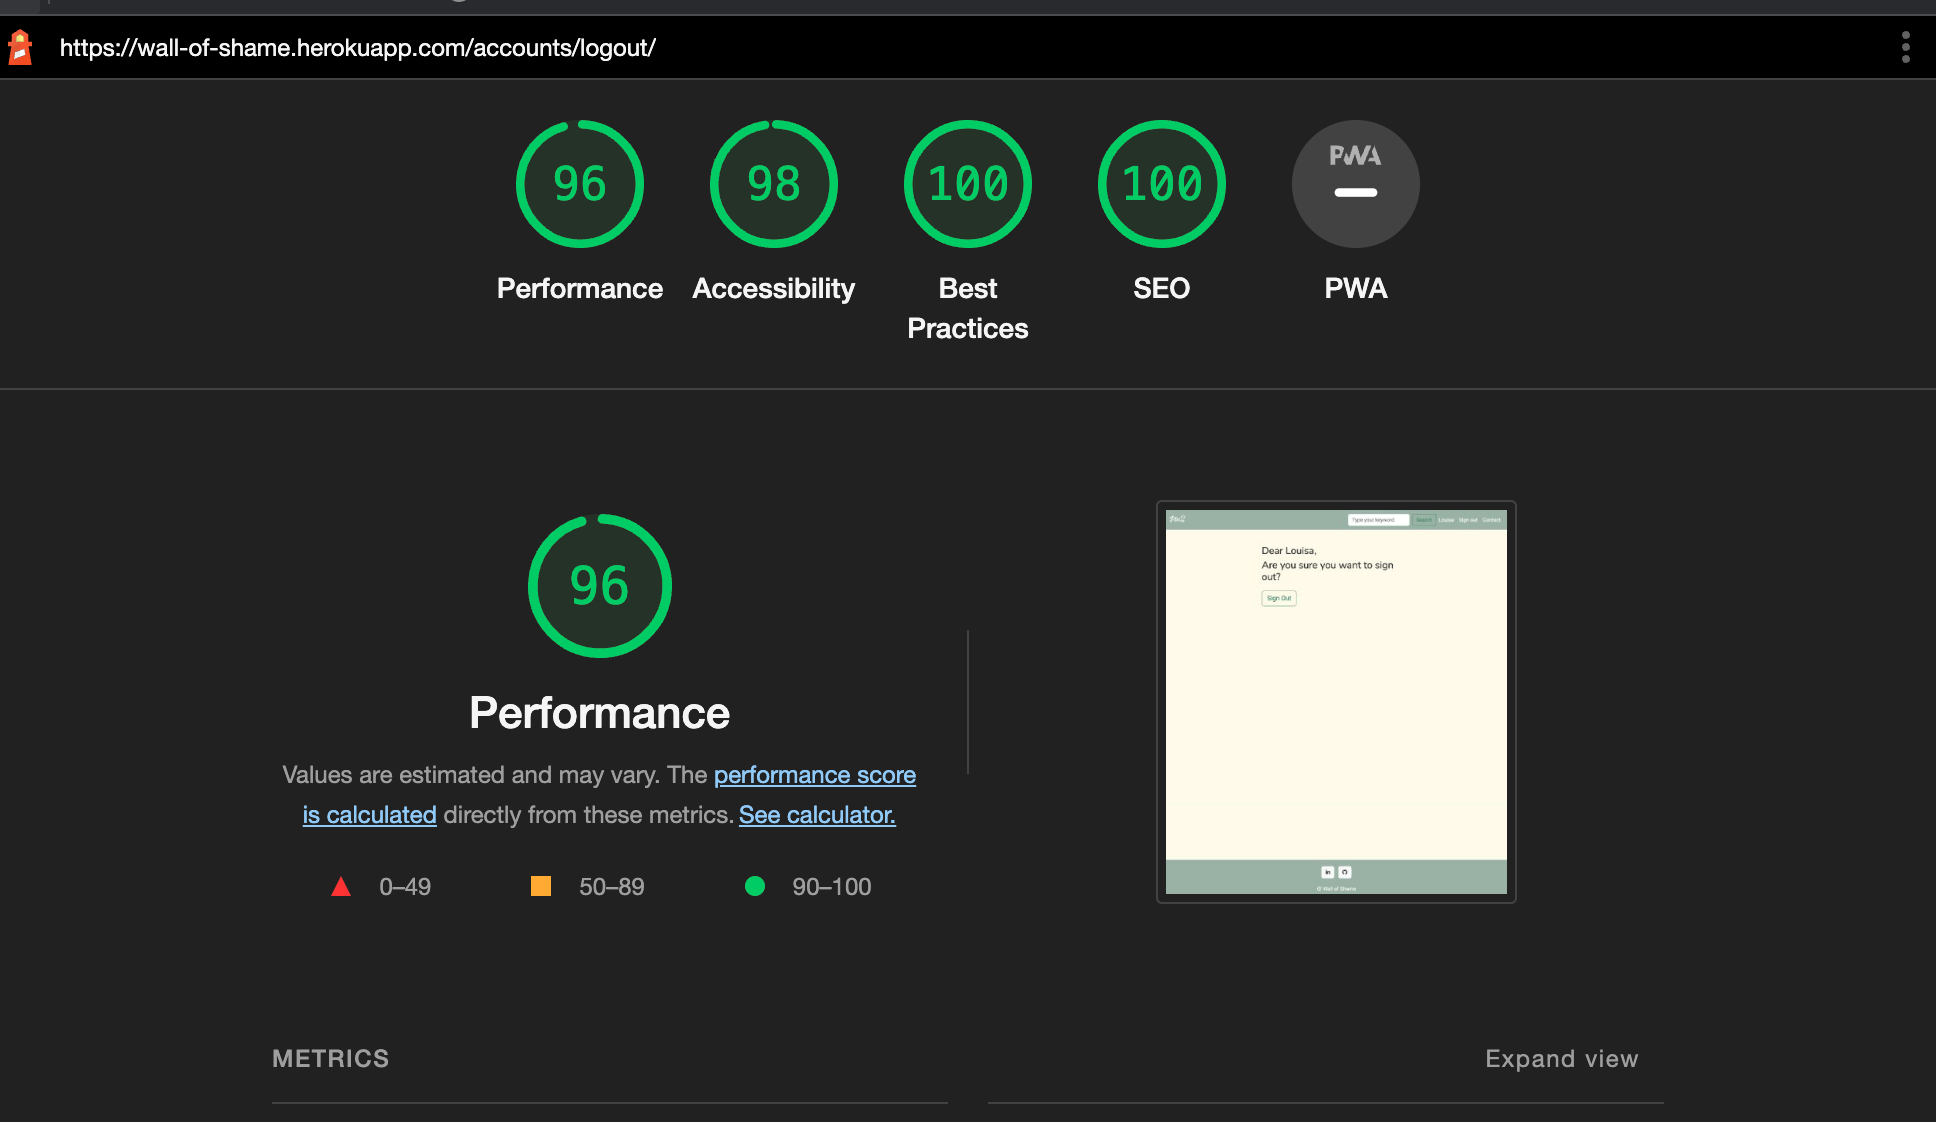 https://wall-of-shame.herokuapp.com/accounts/logout/
96
98
100
100
PWA
Performance
Accessibility
Best
Practices
SEO
PWA
96
Performance
Values are estimated and may vary. The performance score
is calculated directly from these metrics. See calculator.
0–49
50–89
90–100
Type your keyword
Search
Louisa
Sign out
Contact
Dear Louisa,
Are you sure you want to sign
out?
Sign Out
in
© Wall of Shame
METRICS
Expand view